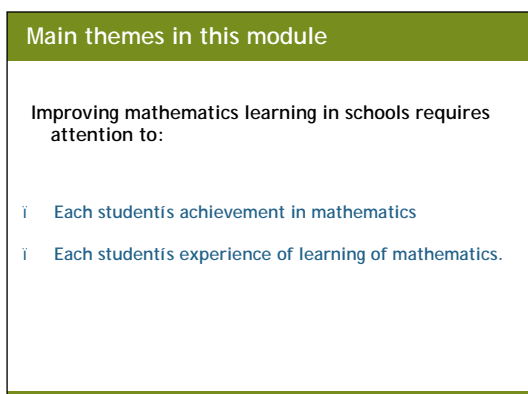 Main themes in this module
Improving mathematics learning in schools requires
attention to:
ï Each studentís achievement in mathematics
ï Each studentís experience of learning of mathematics.